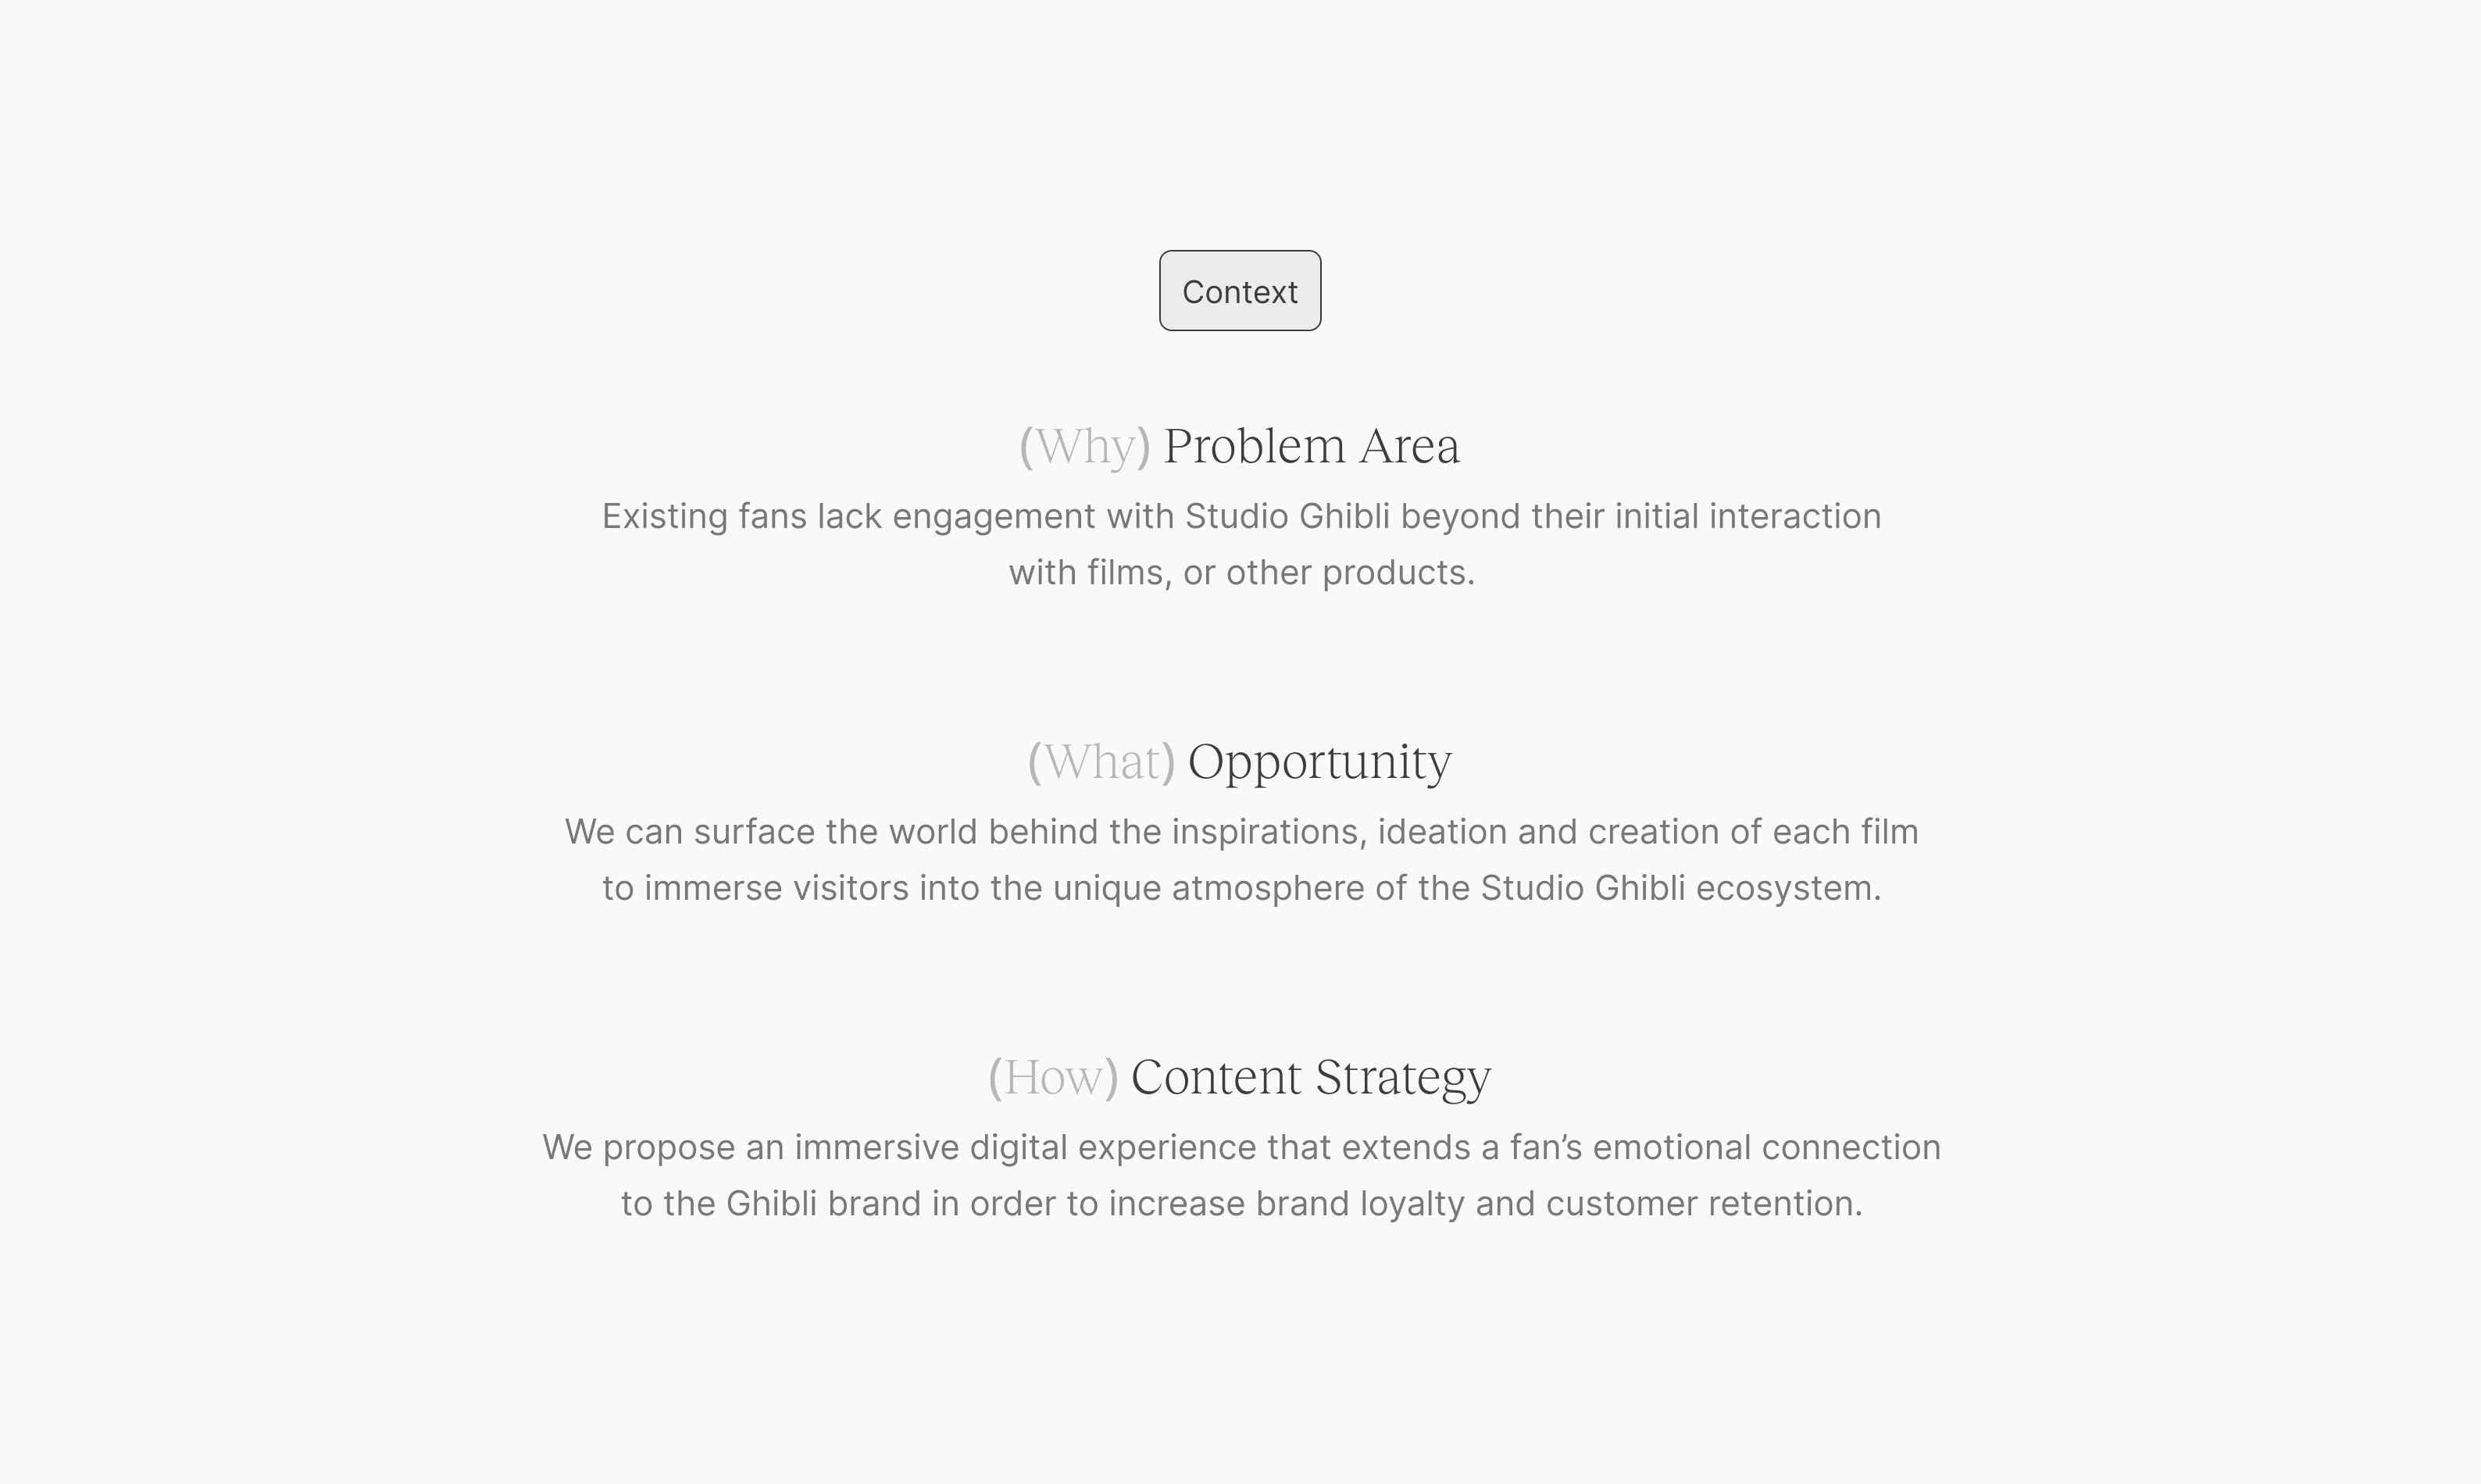 Context
(Why) Problem Area
Existing fans lack engagement with Studio Ghibli beyond their initial interaction
with films, or other products.
(What) Opportunity
We can surface the world behind the inspirations, ideation and creation of each film
to immerse visitors into the unique atmosphere of the Studio Ghibli ecosystem.
(How) Content Strategy
We propose an immersive digital experience that extends a fan’s emotional connection
to the Ghibli brand in order to increase brand loyalty and customer retention.